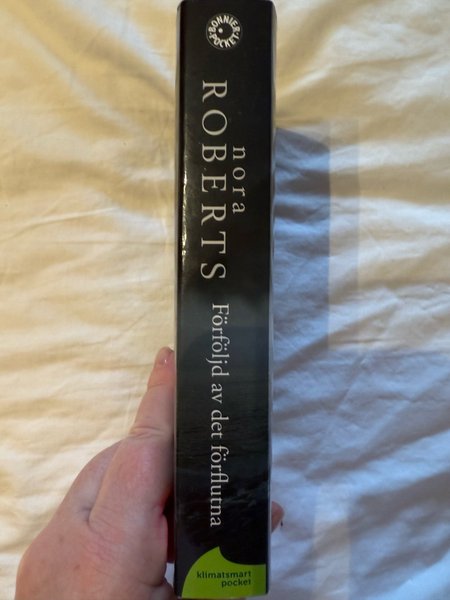 BONNIER
POCKET
nora
ROBERTS
Förföljd av det förflutna
klimatsmart
pocket